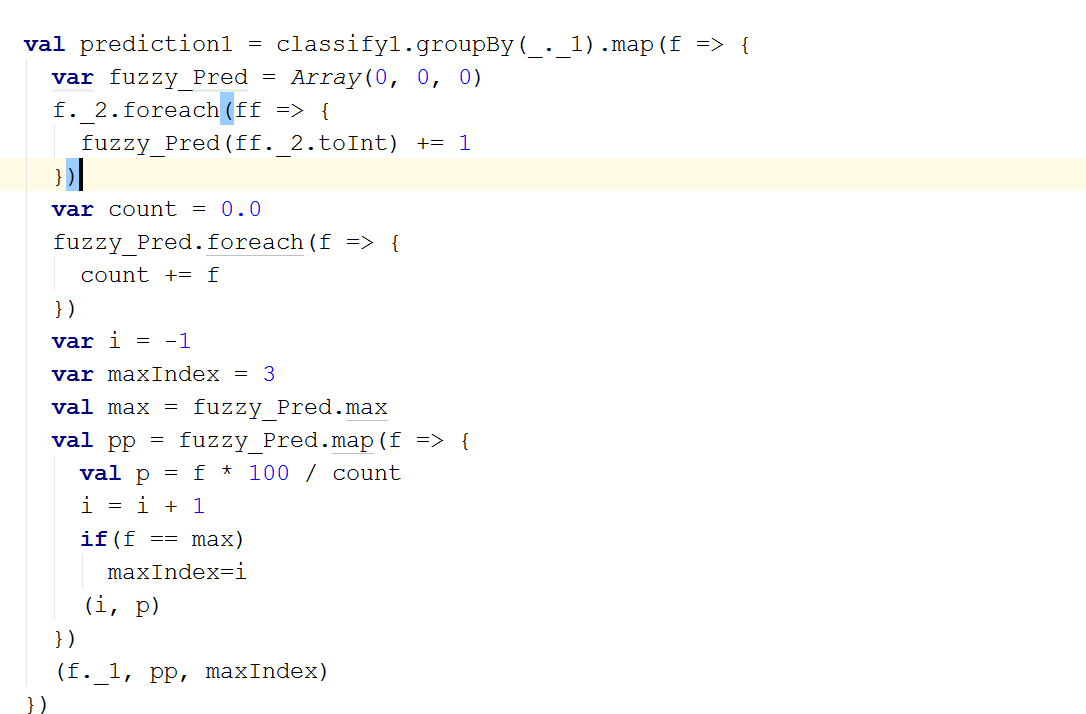 val prediction1 = classify1.groupBy(_._1).map(f => {
  var fuzzy_Pred = Array(0, 0, 0)
  f._2.foreach(ff => {
    fuzzy_Pred(ff._2.toInt) += 1
  })
  var count = 0.0
  fuzzy_Pred.foreach(f => {
    count += f
  })
  var i = -1
  var maxIndex = 3
  val max = fuzzy_Pred.max
  val pp = fuzzy_Pred.map(f => {
    val p = f * 100 / count
    i = i + 1
    if(f == max)
      maxIndex=i
    (i, p)
  })
  (f._1, pp, maxIndex)
})